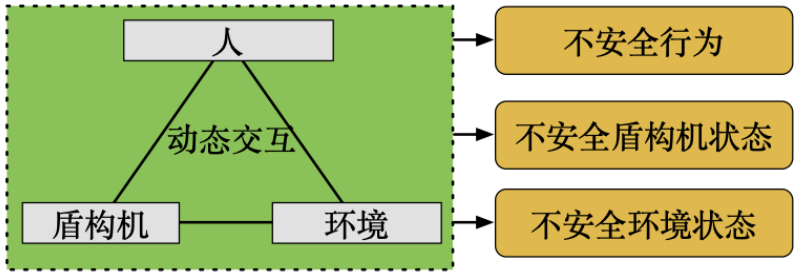 人
不安全行为
动态交互
不安全盾构机状态
盾构机
环境
不安全环境状态